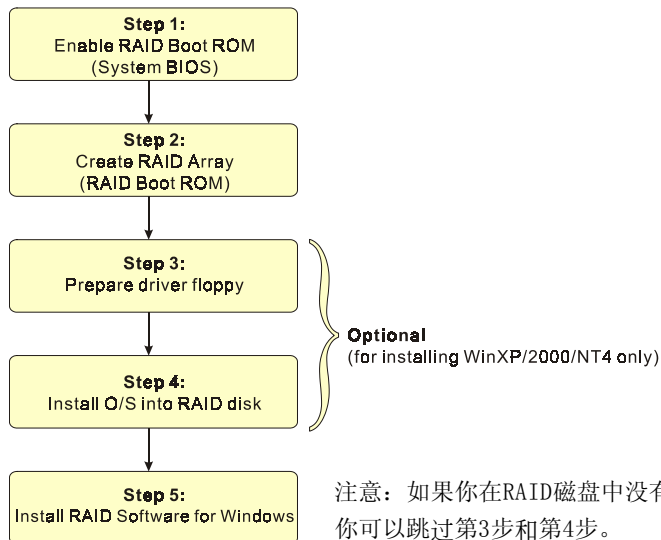 Step 1:
Enable RAID Boot ROM
(System BIOS)
Step 2:
Create RAID Array
(RAID Boot ROM)
Step 3:
Prepare driver floppy
Optional
(for installing WinXP/2000/NT4 only)
Step 4:
Install O/S into RAID disk
Step 5:
Install RAID Software for Windows
注意：如果你在RAID磁盘中没有
你可以跳过第3步和第4步。